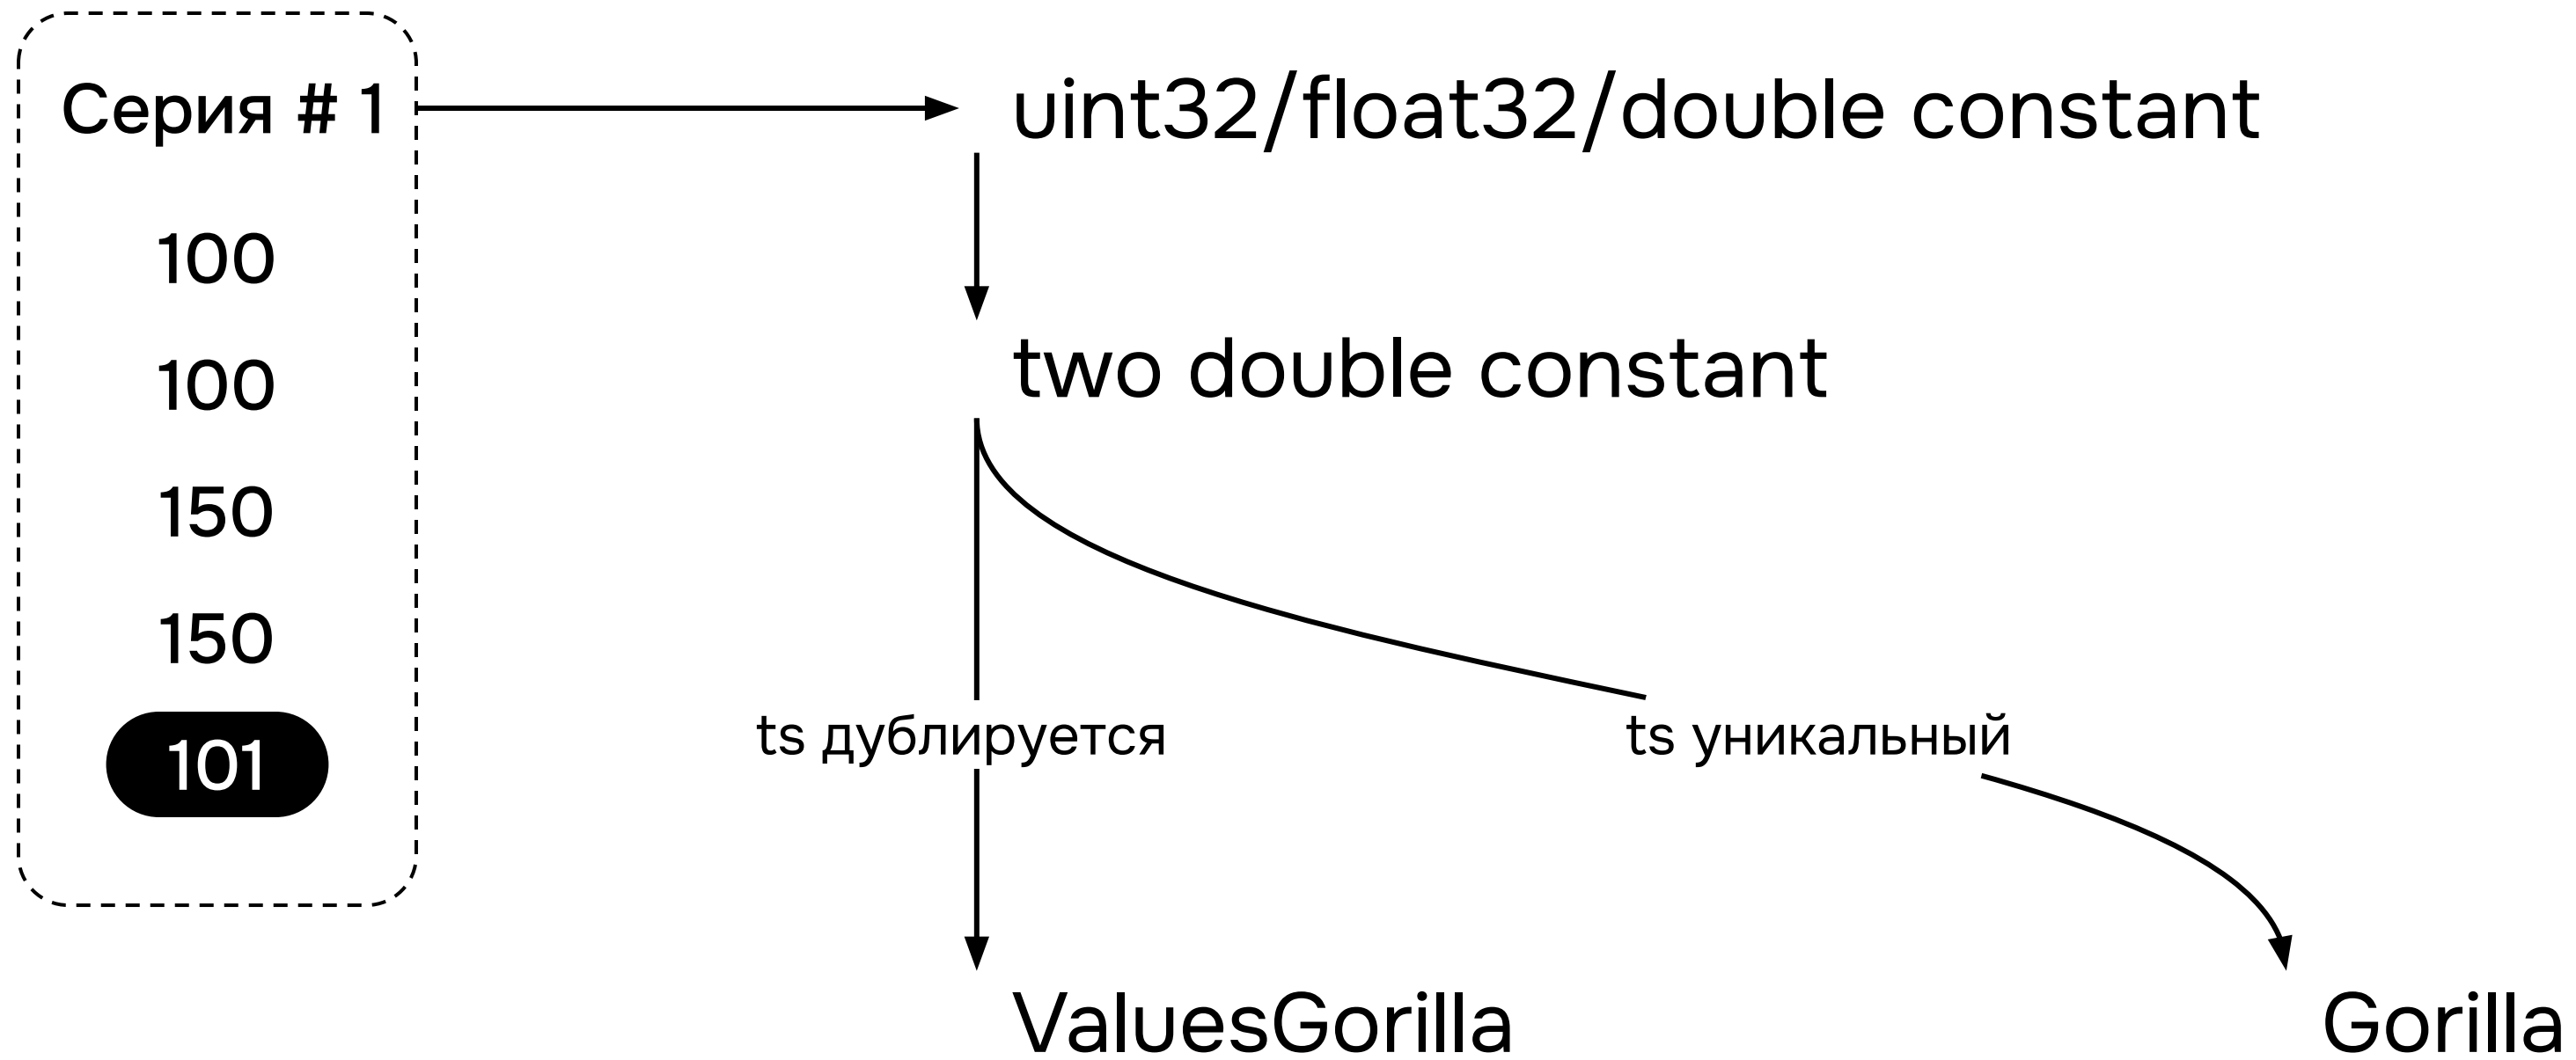 Серия # 1
100
100
150
150
101
uint32/float32/double constant
two double constant
ts дублируется
ts уникальный
ValuesGorilla
Gorilla